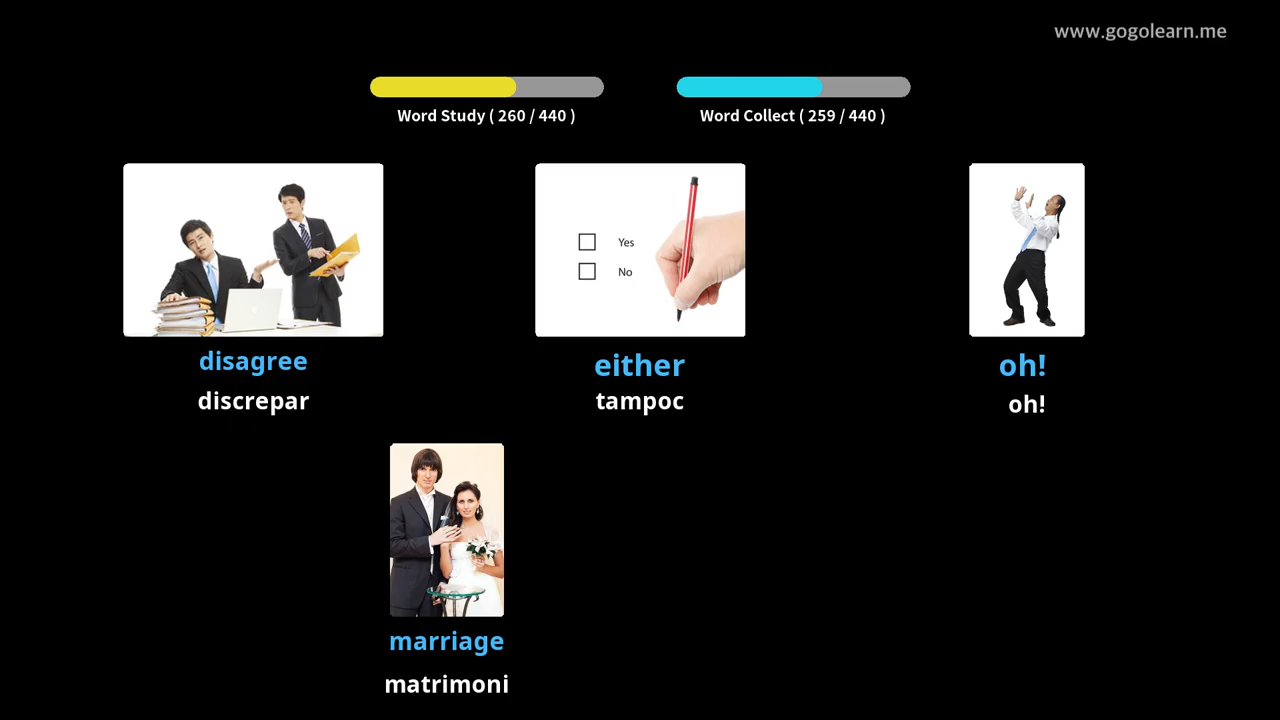 www.gogolearn.me
Word Study ( 260 / 440 )
Word Collect ( 259 / 440 )
Yes
No
disagree
discrepar
either
tampoc
oh!
oh!
marriage
matrimoni